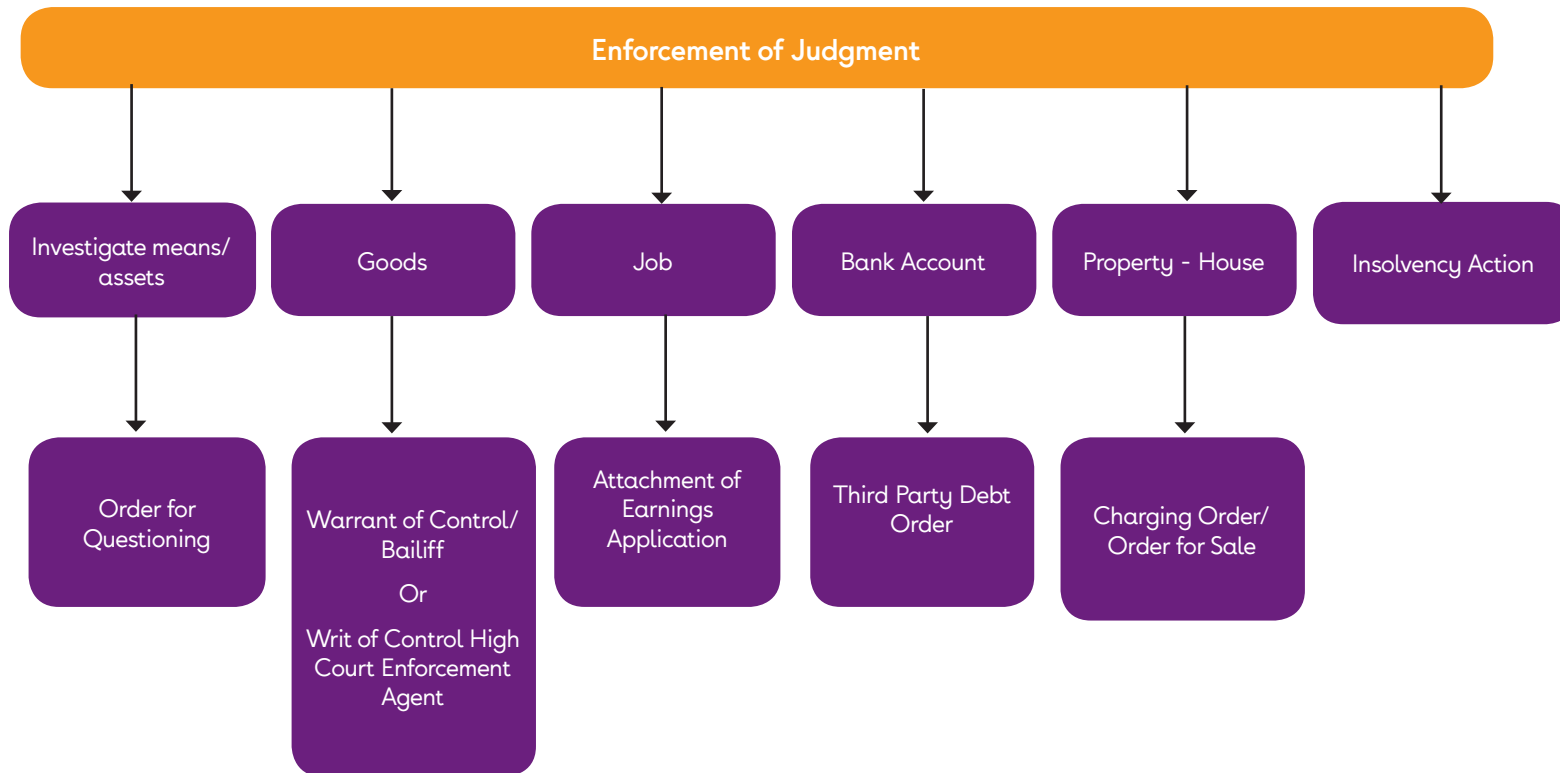 Enforcement of Judgment
Investigate means/
assets
Goods
Job
Bank Account
Property - House
Insolvency Action
Order for
Questioning
Warrant of Control/
Bailiff
Or
Writ of Control High
Court Enforcement
Agent
Attachment of
Earnings
Application
Third Party Debt
Order
Charging Order/
Order for Sale